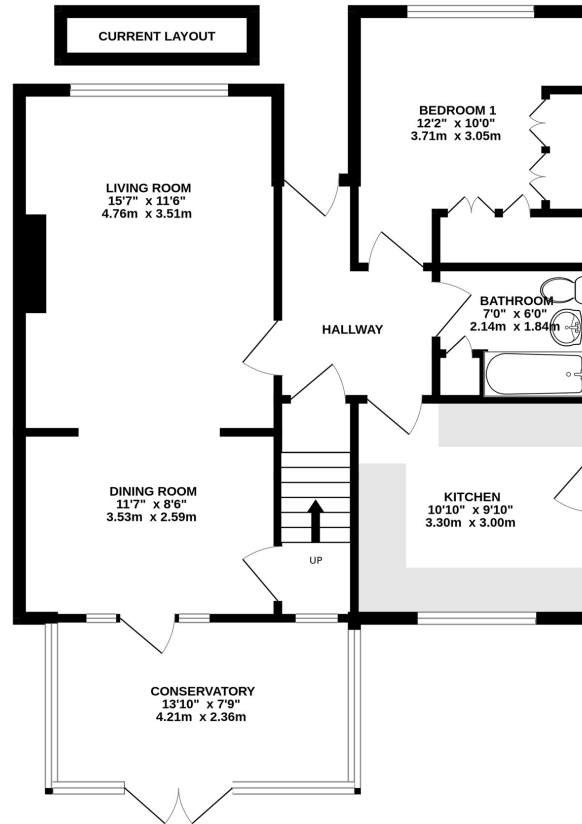 CURRENT LAYOUT
BEDROOM 1
12'2" x 10'0"
3.71m x 3.05m
LIVING ROOM
15'7" x 11'6"
4.76m x 3.51m
BATHROOM
7'0" x 6'0"
2.14m x 1.84m
HALLWAY
DINING ROOM
11'7" x 8'6"
3.53m x 2.59m
KITCHEN
10'10" x 9'10"
3.30m x 3.00m
UP
CONSERVATORY
13'10" x 7'9"
4.21m x 2.36m